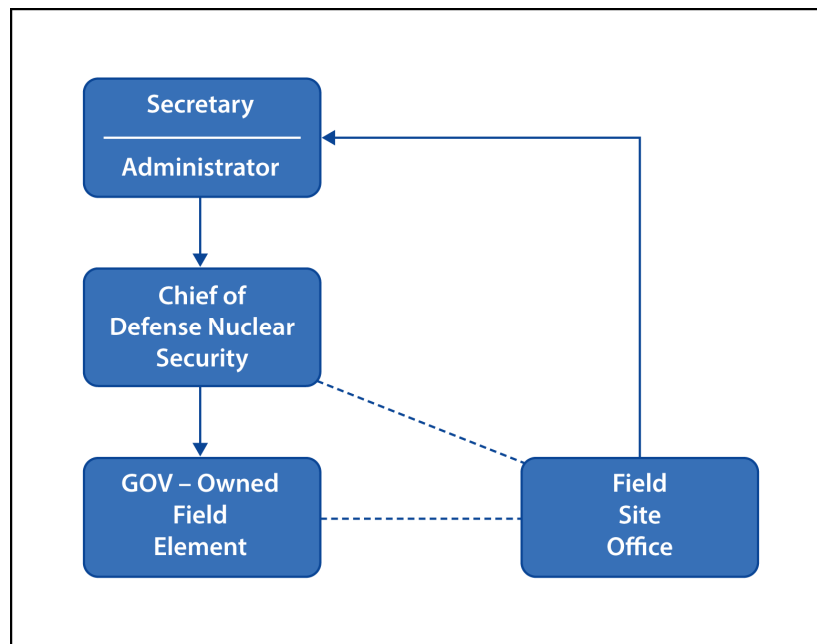 Secretary
Administrator
Chief of
Defense Nuclear
Security
GOV – Owned
Field
Element
Field
Site
Office